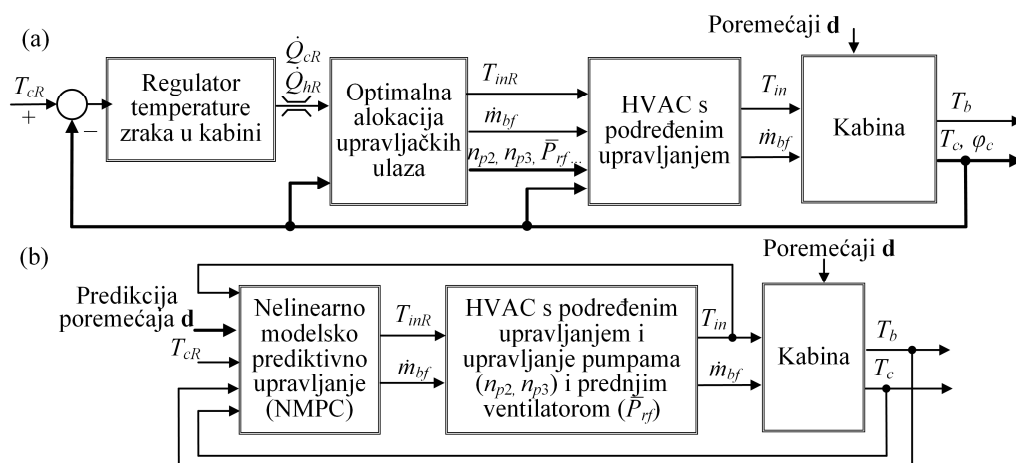 (a)
Poremećaji d
T_cR
+
−
Regulator
temperature
zraka u kabini
Q̇_cR
Q̇_hR
Optimalna
alokacija
upravljačkih
ulaza
T_inR
ṁ_bf
n_p2, n_p3, P̅_rf ...
HVAC s
podređenim
upravljanjem
T_in
ṁ_bf
Kabina
T_b
T_c, φ_c
(b)
Poremećaji d
Predikcija
poremećaja d
T_cR
Nelinearno
modelsko
prediktivno
upravljanje
(NMPC)
T_inR
ṁ_bf
HVAC s podređenim
upravljanjem i
upravljanje pumpama
(n_p2, n_p3) i prednjim
ventilatorom (P̅_rf)
T_in
ṁ_bf
Kabina
T_b
T_c